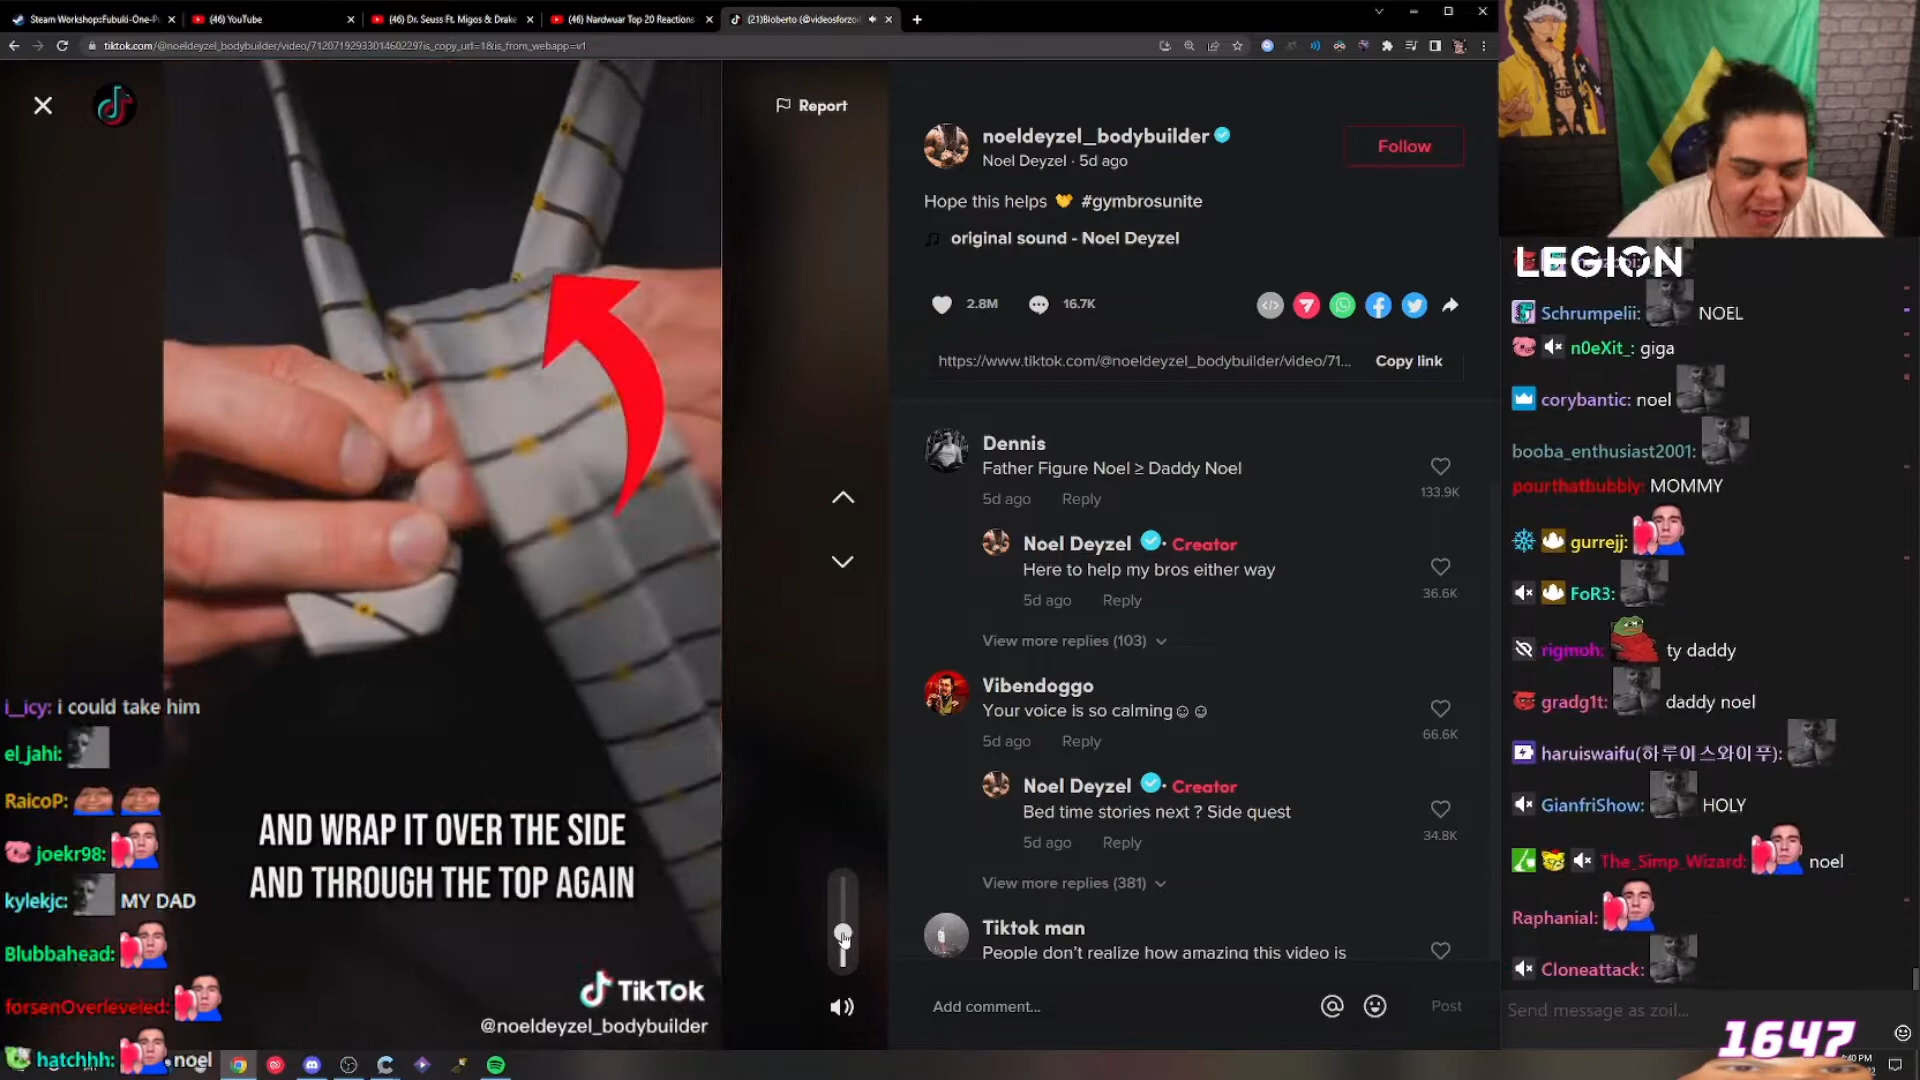 Steam Workshop::Fubuki-One-P
(46) YouTube
(46) Dr. Seuss Ft. Migos & Drake
(46) Nardwuar Top 20 Reactions
(21)Bioberto (@videosforzo
tiktok.com/@noeldeyzel_bodybuilder/video/7120719293301460229?is_copy_url=1&is_from_webapp=v1
Report
noeldeyzel_bodybuilder
Noel Deyzel · 5d ago
Follow
Hope this helps #gymbrosunite
original sound - Noel Deyzel
2.8M
16.7K
https://www.tiktok.com/@noeldeyzel_bodybuilder/video/71...
Copy link
Dennis
Father Figure Noel ≥ Daddy Noel
5d ago Reply
133.9K
Noel Deyzel · Creator
Here to help my bros either way
5d ago Reply
36.6K
View more replies (103)
Vibendoggo
Your voice is so calming
5d ago Reply
66.6K
Noel Deyzel · Creator
Bed time stories next ? Side quest
5d ago Reply
34.8K
View more replies (381)
Tiktok man
People don't realize how amazing this video is
Add comment...
Post
AND WRAP IT OVER THE SIDE
AND THROUGH THE TOP AGAIN
TikTok
@noeldeyzel_bodybuilder
i_icy: i could take him
el_jahi:
RaicoP:
joekr98:
kylekjc: MY DAD
Blubbahead:
forsenOverleveled:
hatchhh: noel
LEGION
Schrumpelii: NOEL
n0eXit_: giga
corybantic: noel
booba_enthusiast2001:
pourthatbubbly: MOMMY
gurrejj:
FoR3:
rigmoh: ty daddy
gradg1t: daddy noel
haruiswaifu(하루이스와이푸):
GianfriShow: HOLY
The_Simp_Wizard: noel
Raphanial:
Cloneattack:
Send message as zoil...
1647